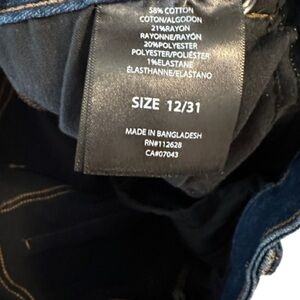 58% COTTON
COTON/ALGODON
21%RAYON
RAYONNE/RAYÓN
20%POLYESTER
POLYESTER/POLIÉSTER
1%ELASTANE
ÉLASTHANNE/ELASTANO
SIZE 12/31
MADE IN BANGLADESH
RN#112628
CA#07043